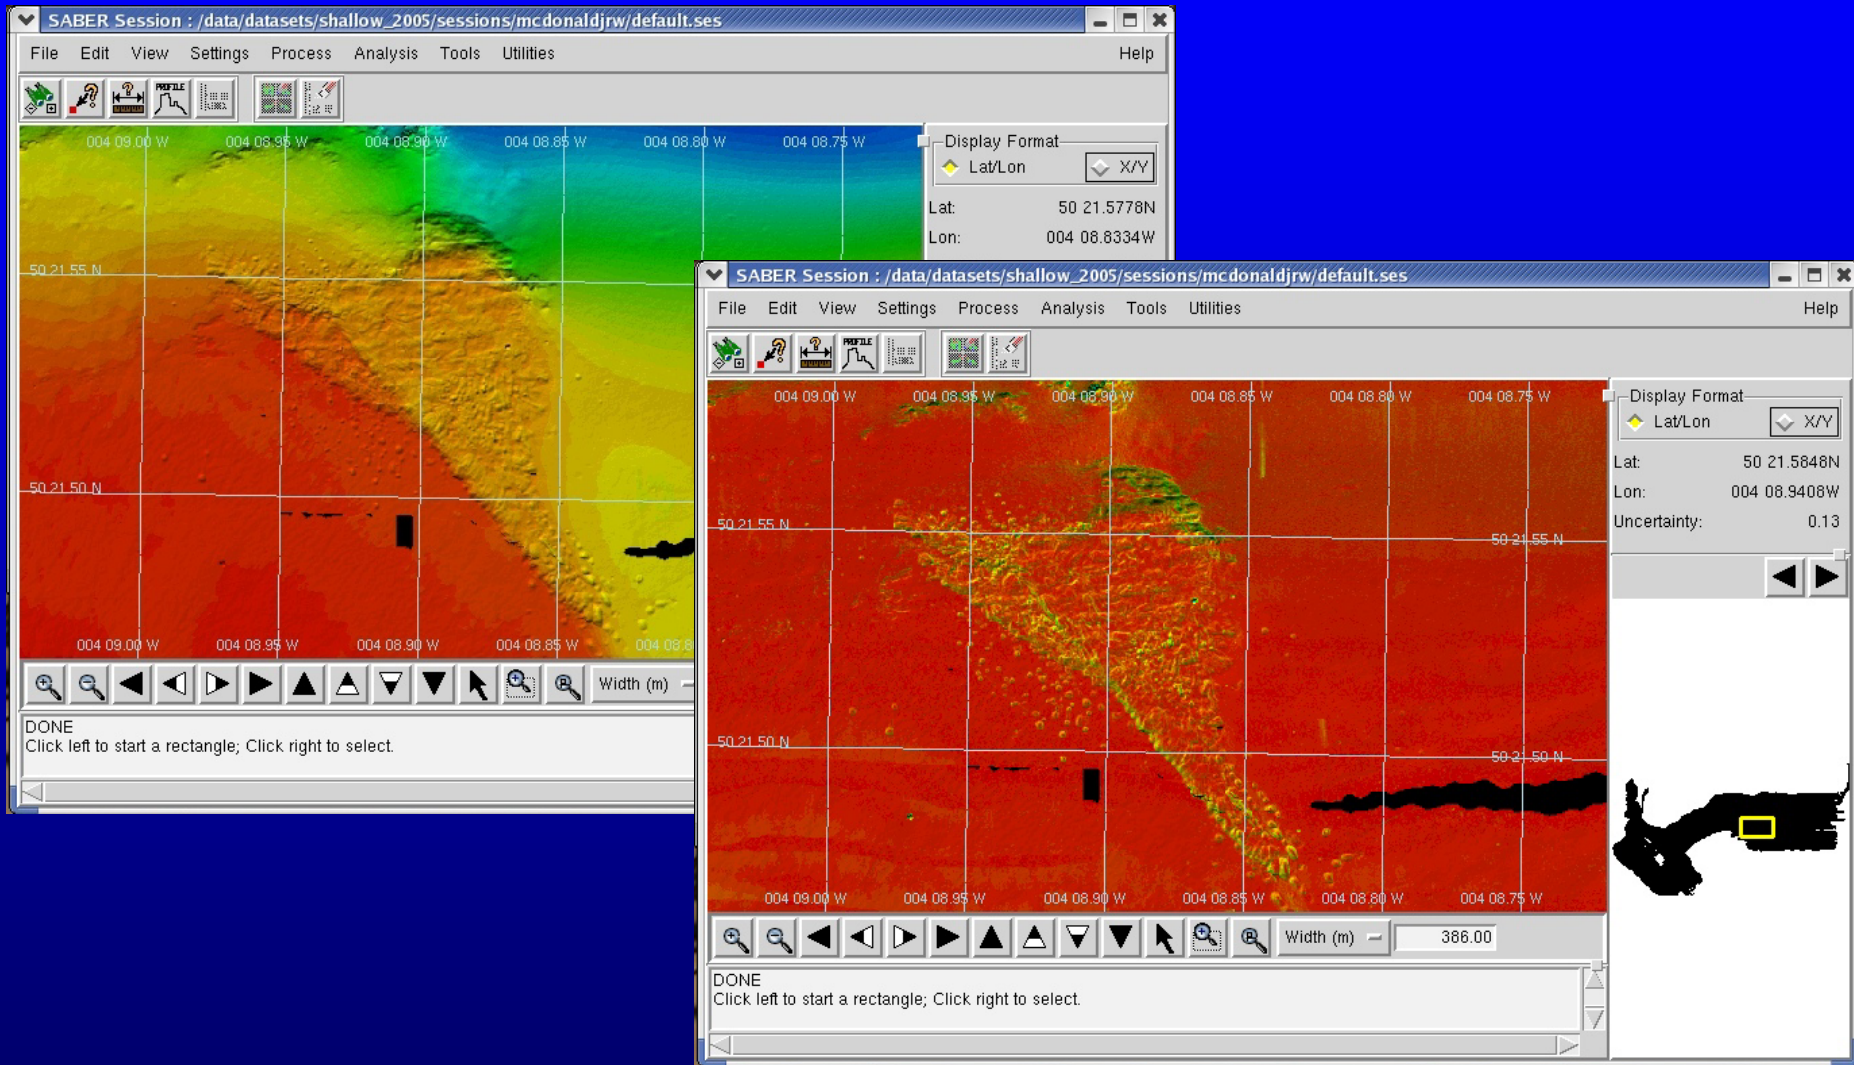 SABER Session : /data/datasets/shallow_2005/sessions/mcdonaldjrw/default.ses
File Edit View Settings Process Analysis Tools Utilities Help
PROFILE
004 09.00 W 004 08.95 W 004 08.90 W 004 08.85 W 004 08.80 W 004 08.75 W
Display Format
Lat/Lon X/Y
Lat: 50 21.5778N
Lon: 004 08.8334W
50 21.55 N
50 21.50 N
004 09.00 W 004 08.95 W 004 08.90 W 004 08.85 W 004 08.8
Width (m)
DONE
Click left to start a rectangle; Click right to select.
SABER Session : /data/datasets/shallow_2005/sessions/mcdonaldjrw/default.ses
File Edit View Settings Process Analysis Tools Utilities Help
PROFILE
004 09.00 W 004 08.95 W 004 08.90 W 004 08.85 W 004 08.80 W 004 08.75 W
Display Format
Lat/Lon X/Y
Lat: 50 21.5848N
Lon: 004 08.9408W
Uncertainty: 0.13
50 21.55 N 50 21.55 N
50 21.50 N 50 21.50 N
004 09.00 W 004 08.95 W 004 08.90 W 004 08.85 W 004 08.80 W 004 08.75 W
Width (m) 386.00
DONE
Click left to start a rectangle; Click right to select.